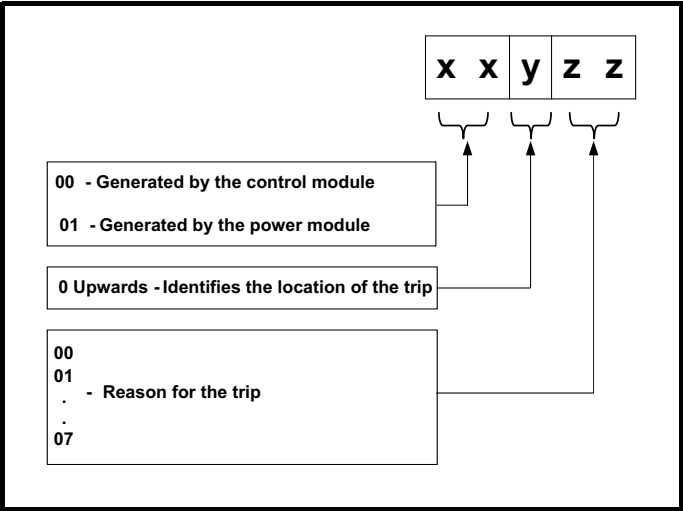 x x y z z
00 - Generated by the control module
01 - Generated by the power module
0 Upwards - Identifies the location of the trip
00
01
- Reason for the trip
.
.
07